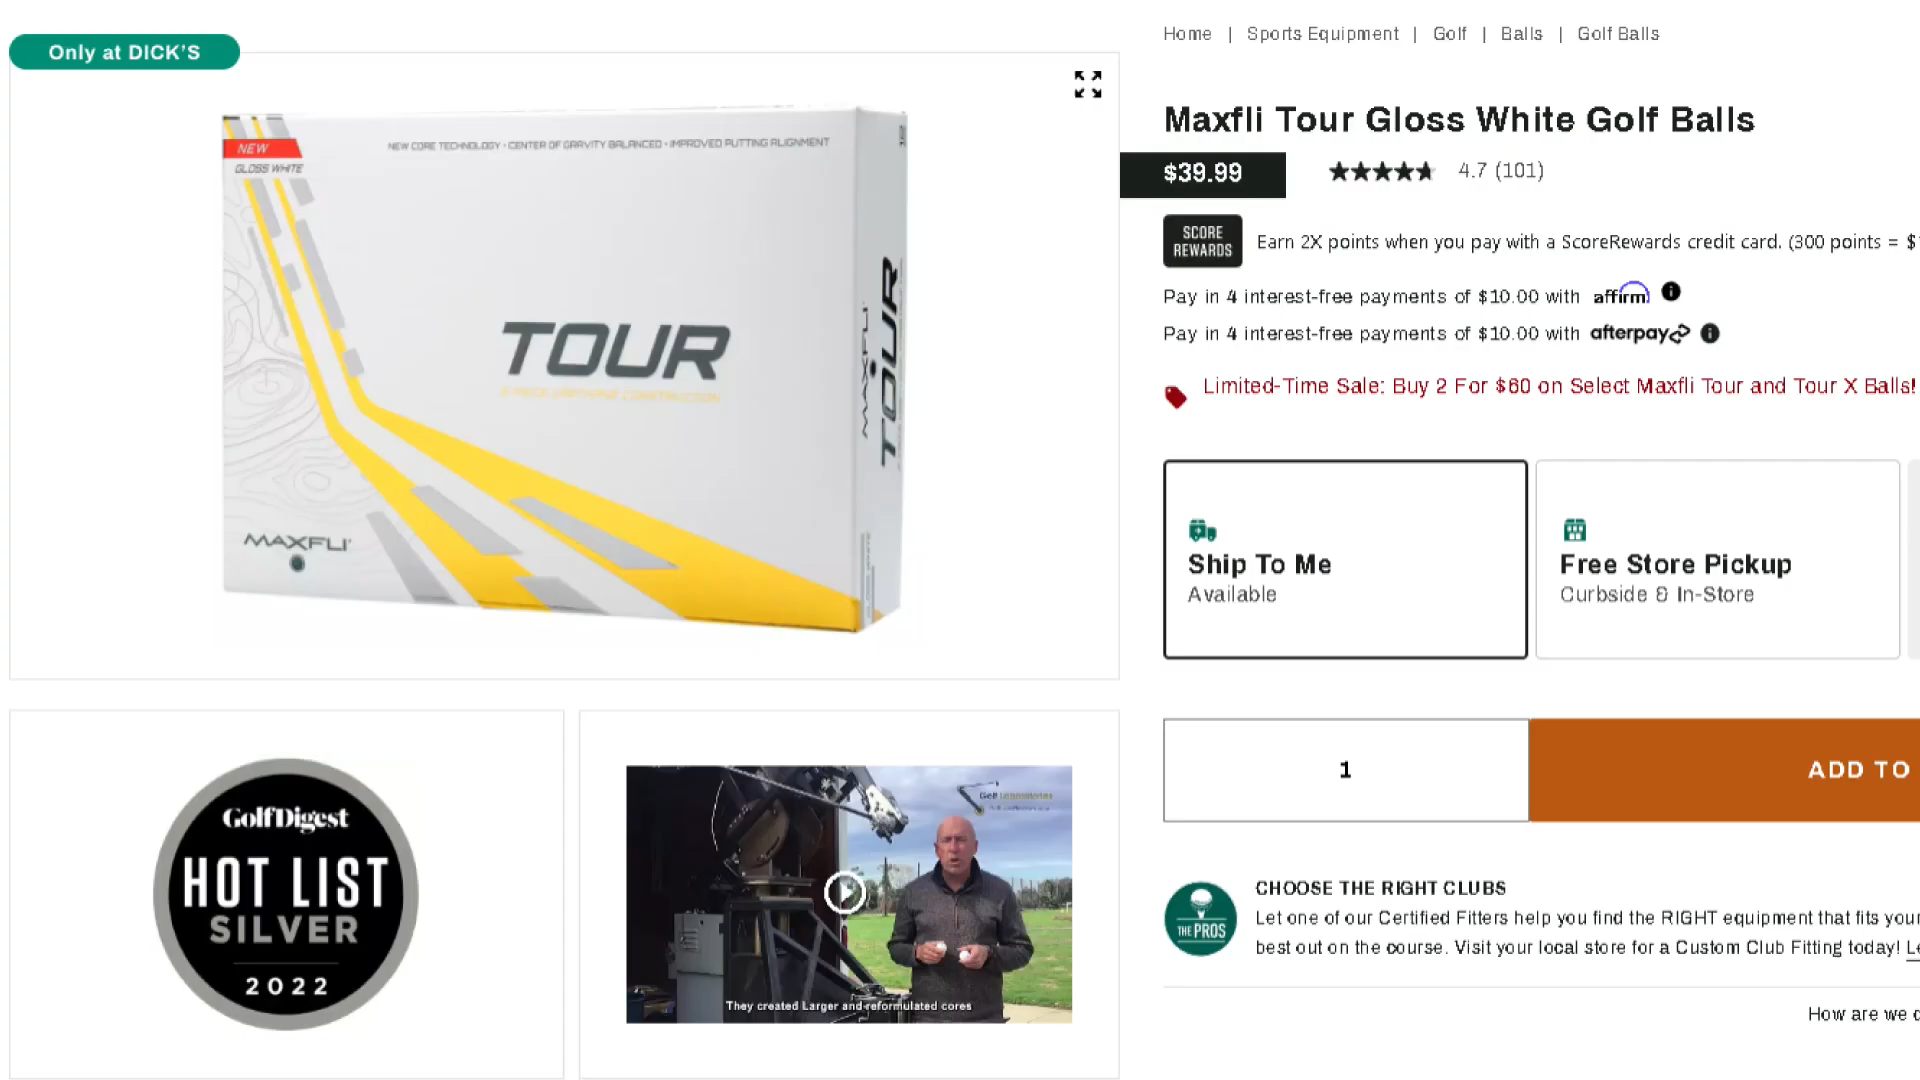 Only at DICK'S
NEW
GLOSS WHITE
NEW CORE TECHNOLOGY • CENTER OF GRAVITY BALANCED • IMPROVED PUTTING ALIGNMENT
TOUR
URETHANE CONSTRUCTION
MAXFLI
MAXFLI
TOUR
GolfDigest
HOT LIST
SILVER
2022
Golf Laboratories
They created Larger and reformulated cores
Home | Sports Equipment | Golf | Balls | Golf Balls
Maxfli Tour Gloss White Golf Balls
$39.99
4.7 (101)
SCORE
REWARDS
Earn 2X points when you pay with a ScoreRewards credit card. (300 points = $
Pay in 4 interest-free payments of $10.00 with affirm
Pay in 4 interest-free payments of $10.00 with afterpay
Limited-Time Sale: Buy 2 For $60 on Select Maxfli Tour and Tour X Balls!
Ship To Me
Available
Free Store Pickup
Curbside & In-Store
1
ADD TO
THE PROS
CHOOSE THE RIGHT CLUBS
Let one of our Certified Fitters help you find the RIGHT equipment that fits your
best out on the course. Visit your local store for a Custom Club Fitting today! Le
How are we d